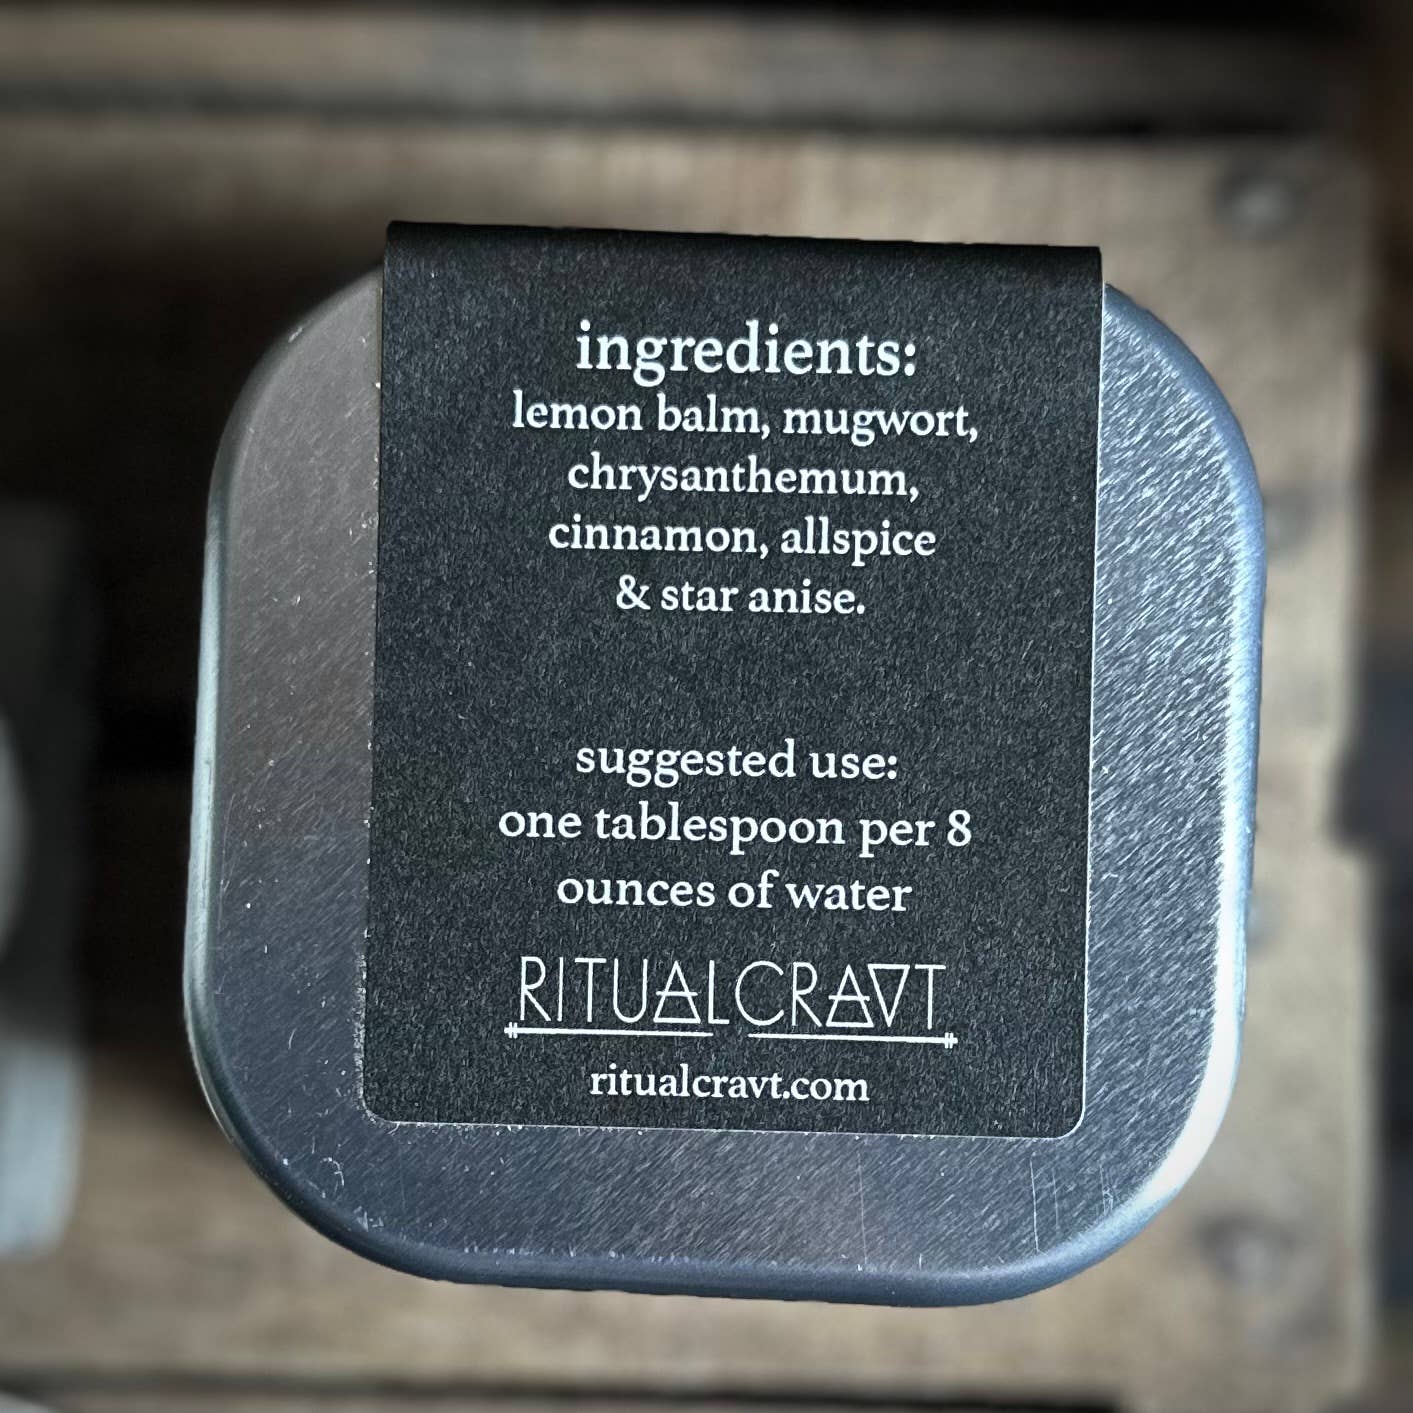 ingredients:
lemon balm, mugwort,
chrysanthemum,
cinnamon, allspice
& star anise.
suggested use:
one tablespoon per 8
ounces of water
RITUALCRAVT
ritualcravt.com